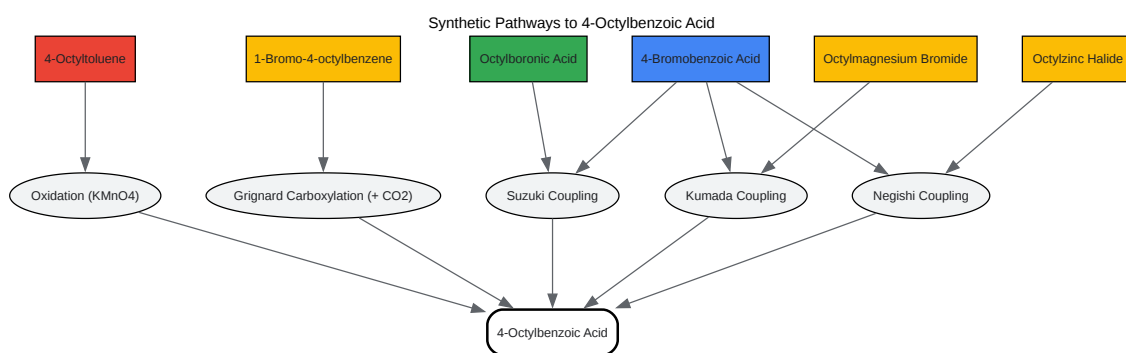 Synthetic Pathways to 4-Octylbenzoic Acid
4-Octyltoluene
1-Bromo-4-octylbenzene
Octylboronic Acid
4-Bromobenzoic Acid
Octylmagnesium Bromide
Octylzinc Halide
Oxidation (KMnO4)
Grignard Carboxylation (+ CO2)
Suzuki Coupling
Kumada Coupling
Negishi Coupling
4-Octylbenzoic Acid